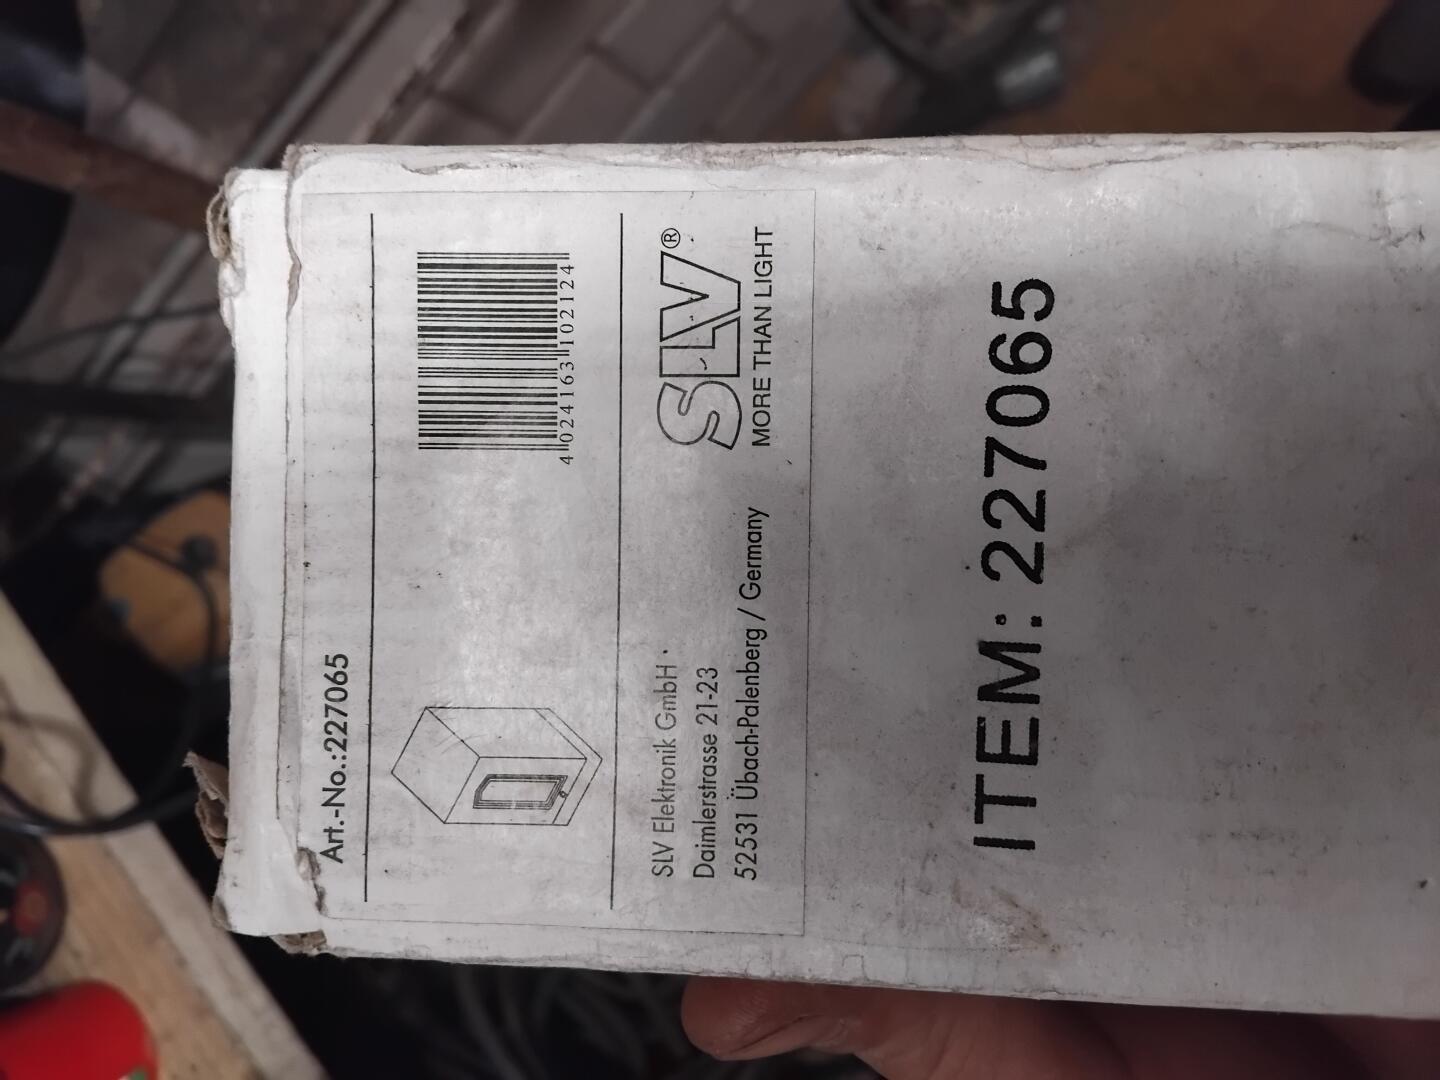 Art.-No.:227065
4 024163 102124
SLV Elektronik GmbH
Daimlerstrasse 21-23
52531 Übach-Palenberg / Germany
SLV®
MORE THAN LIGHT
ITEM: 227065